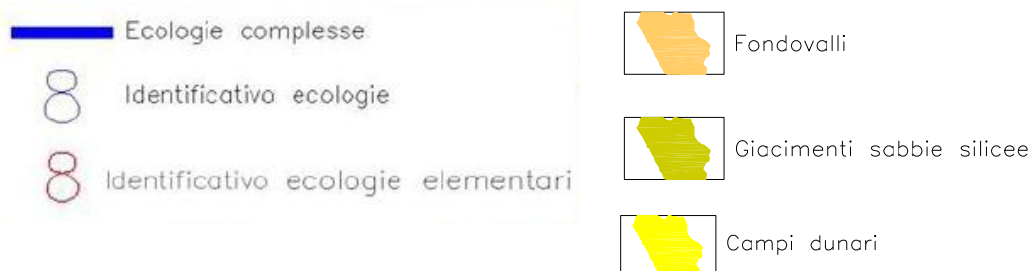 Ecologie complesse
8 Identificativo ecologie
8 Identificativo ecologie elementari
Fondovalli
Giacimenti sabbie silicee
Campi dunari